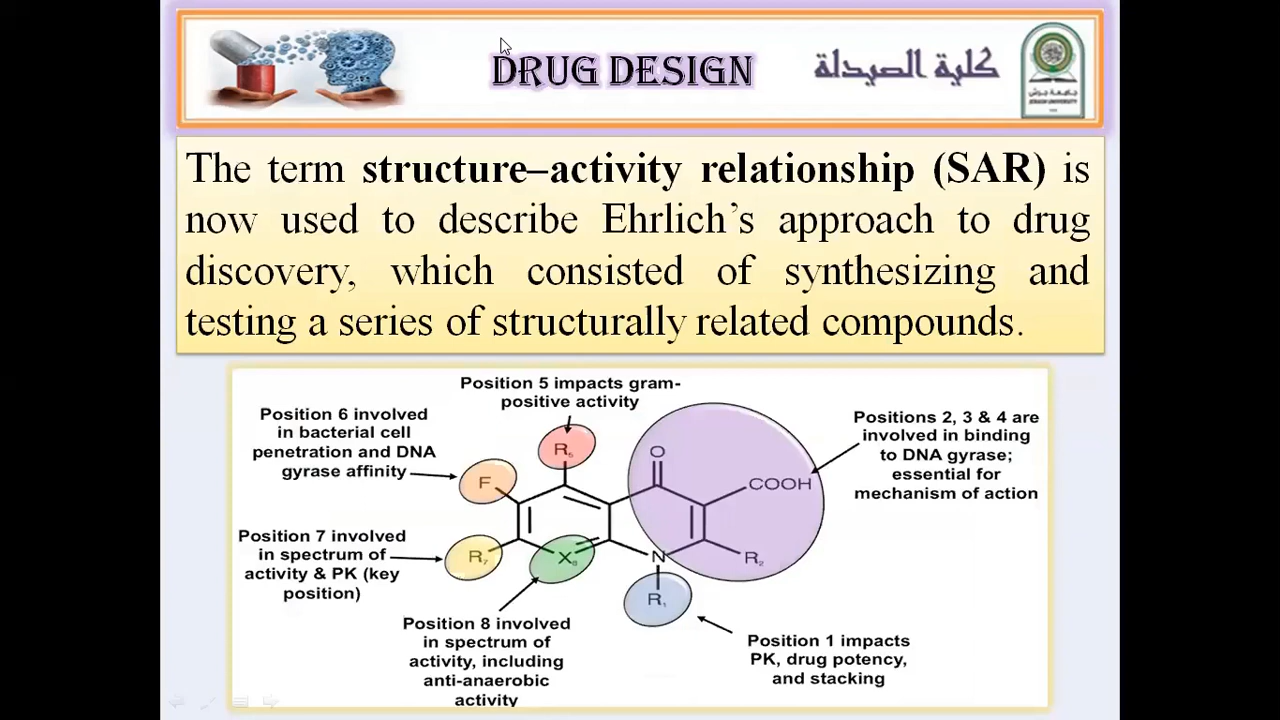 DRUG DESIGN
كلية الصيدلة
جامعة جرش
JERASH UNIVERSITY
The term structure–activity relationship (SAR) is
now used to describe Ehrlich’s approach to drug
discovery, which consisted of synthesizing and
testing a series of structurally related compounds.
Position 5 impacts gram-
positive activity
Position 6 involved
in bacterial cell
penetration and DNA
gyrase affinity
Positions 2, 3 & 4 are
involved in binding
to DNA gyrase;
essential for
mechanism of action
R5
O
F
COOH
Position 7 involved
in spectrum of
activity & PK (key
position)
R7
X8
N
R2
R1
Position 8 involved
in spectrum of
activity, including
anti-anaerobic
activity
Position 1 impacts
PK, drug potency,
and stacking